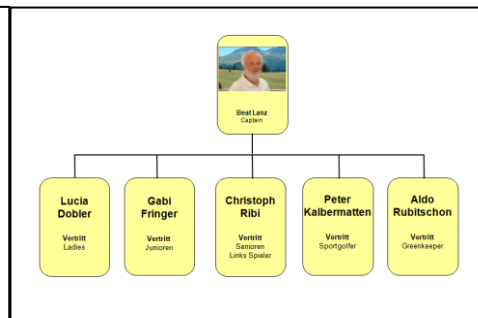 Beat Lanz
Captain
Lucia
Dobler
Vertritt
Ladies
Gabi
Fringer
Vertritt
Junioren
Christoph
Ribi
Vertritt
Senioren
Links Spieler
Peter
Kalbermatten
Vertritt
Sportgolfer
Aldo
Rubitschon
Vertritt
Greenkeeper